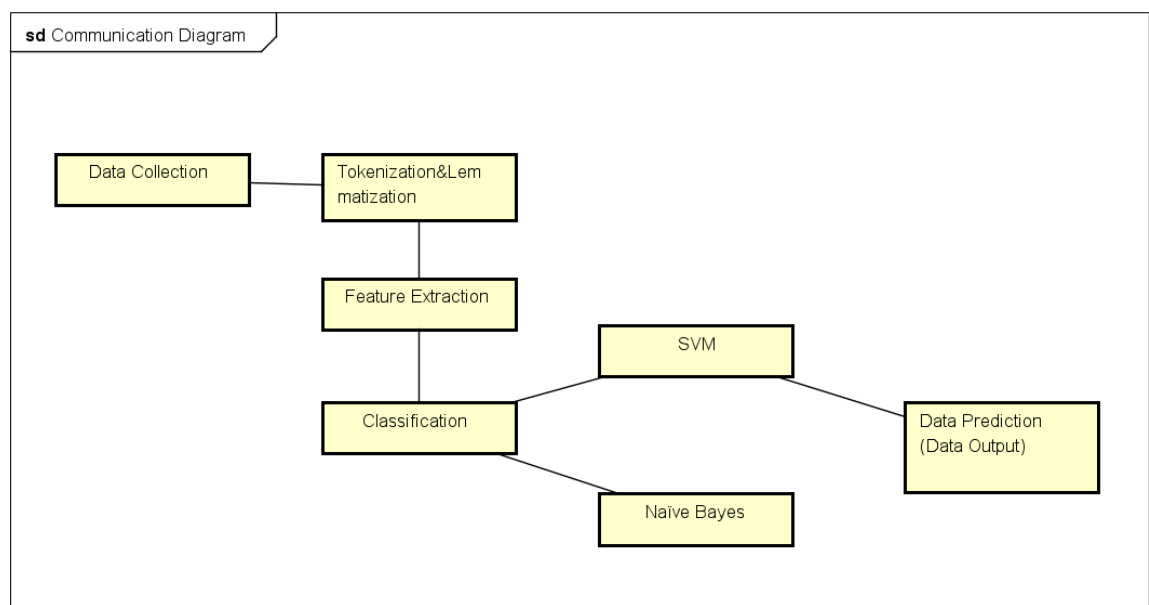 sd Communication Diagram
Data Collection
Tokenization&Lem
matization
Feature Extraction
SVM
Classification
Data Prediction
(Data Output)
Naïve Bayes